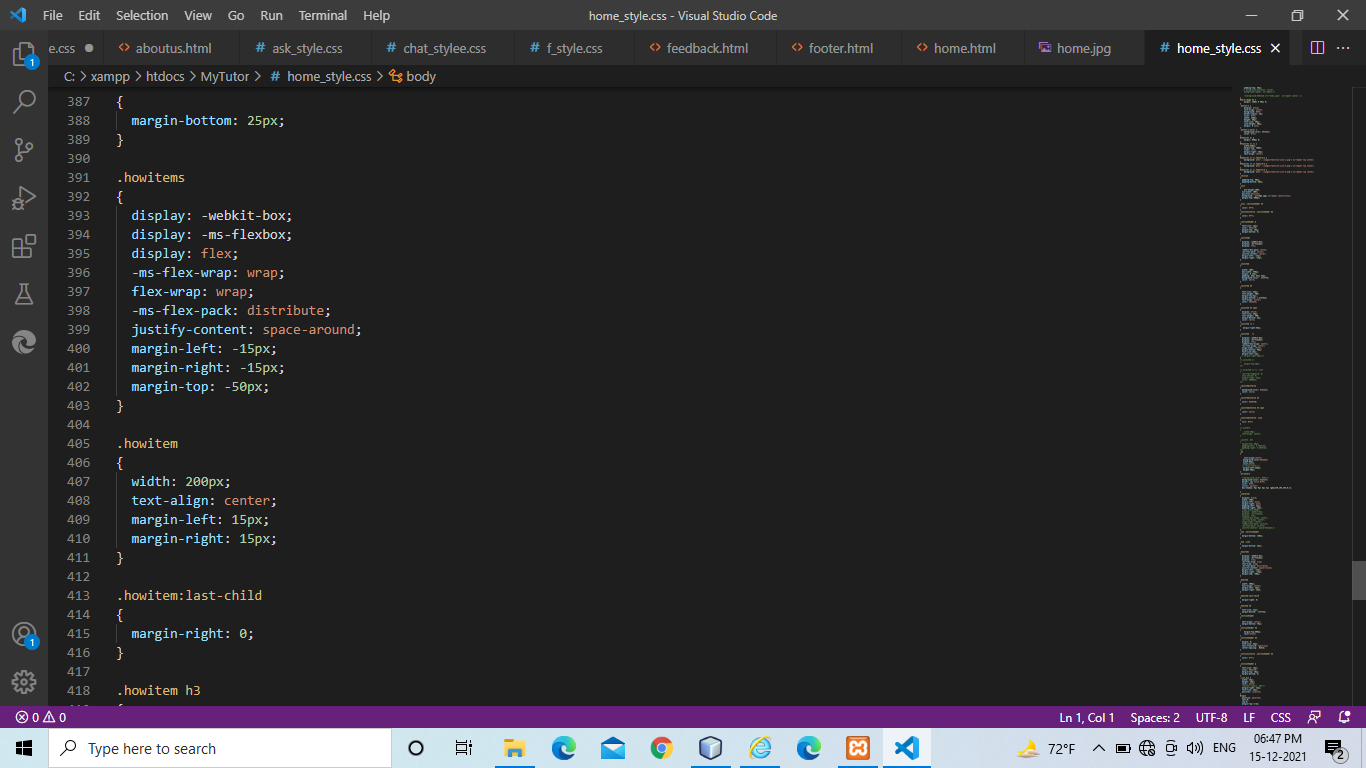 File Edit Selection View Go Run Terminal Help
home_style.css - Visual Studio Code
e.css aboutus.html ask_style.css chat_stylee.css f_style.css feedback.html footer.html home.html home.jpg home_style.css
C: > xampp > htdocs > MyTutor > # home_style.css > body
387 {
388 margin-bottom: 25px;
389 }
390
391 .howitems
392 {
393 display: -webkit-box;
394 display: -ms-flexbox;
395 display: flex;
396 -ms-flex-wrap: wrap;
397 flex-wrap: wrap;
398 -ms-flex-pack: distribute;
399 justify-content: space-around;
400 margin-left: -15px;
401 margin-right: -15px;
402 margin-top: -50px;
403 }
404
405 .howitem
406 {
407 width: 200px;
408 text-align: center;
409 margin-left: 15px;
410 margin-right: 15px;
411 }
412
413 .howitem:last-child
414 {
415 margin-right: 0;
416 }
417
418 .howitem h3
1
1
0 0
Ln 1, Col 1 Spaces: 2 UTF-8 LF CSS
Type here to search
72°F
ENG
06:47 PM
15-12-2021
2